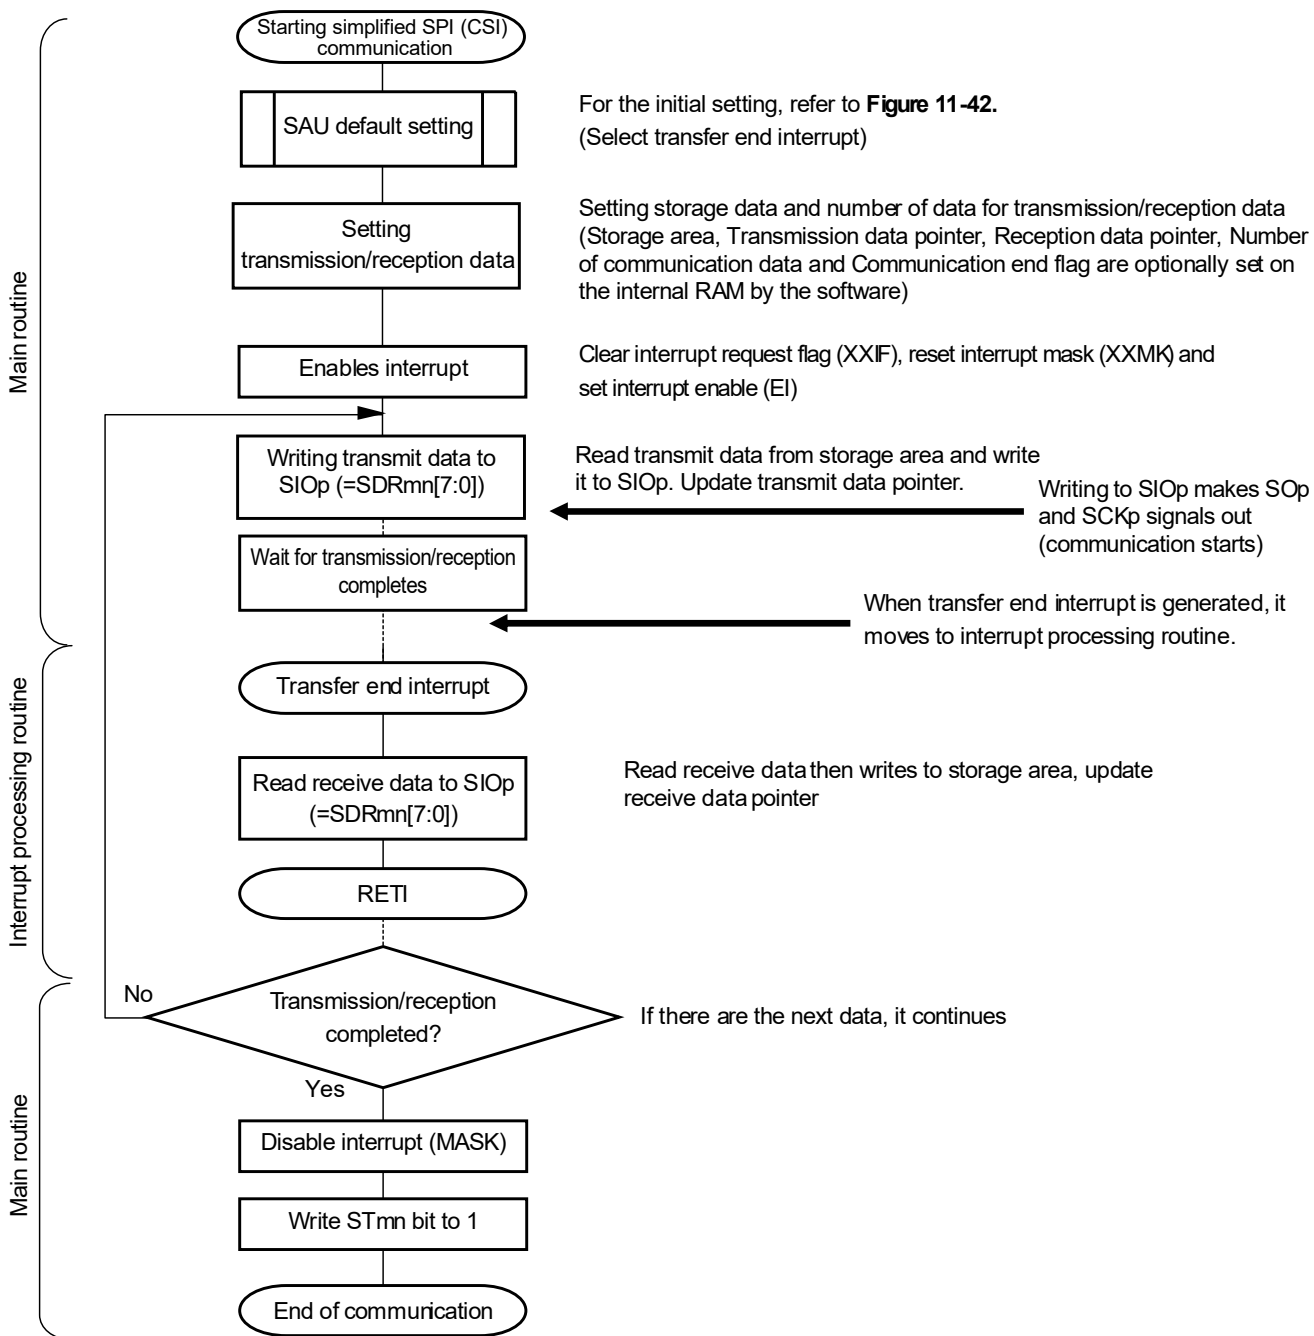 Starting simplified SPI (CSI)
communication
SAU default setting
For the initial setting, refer to Figure 11-42.
(Select transfer end interrupt)
Setting
transmission/reception data
Setting storage data and number of data for transmission/reception data
(Storage area, Transmission data pointer, Reception data pointer, Number
of communication data and Communication end flag are optionally set on
the internal RAM by the software)
Main routine
Enables interrupt
Clear interrupt request flag (XXIF), reset interrupt mask (XXMK) and
set interrupt enable (EI)
Writing transmit data to
SIOp (=SDRmn[7:0])
Read transmit data from storage area and write
it to SIOp. Update transmit data pointer.
Writing to SIOp makes SOp
and SCKp signals out
(communication starts)
Wait for transmission/reception
completes
When transfer end interrupt is generated, it
moves to interrupt processing routine.
Interrupt processing routine
Transfer end interrupt
Read receive data to SIOp
(=SDRmn[7:0])
Read receive data then writes to storage area, update
receive data pointer
RETI
No
Transmission/reception
completed?
If there are the next data, it continues
Yes
Main routine
Disable interrupt (MASK)
Write STmn bit to 1
End of communication